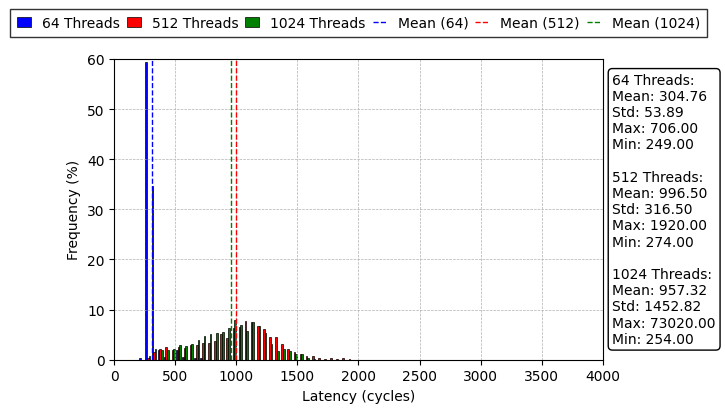 64 Threads 512 Threads 1024 Threads Mean (64) Mean (512) Mean (1024)
60
50
40
30
20
10
0
Frequency (%)
0 500 1000 1500 2000 2500 3000 3500 4000
Latency (cycles)
64 Threads:
Mean: 304.76
Std: 53.89
Max: 706.00
Min: 249.00
512 Threads:
Mean: 996.50
Std: 316.50
Max: 1920.00
Min: 274.00
1024 Threads:
Mean: 957.32
Std: 1452.82
Max: 73020.00
Min: 254.00